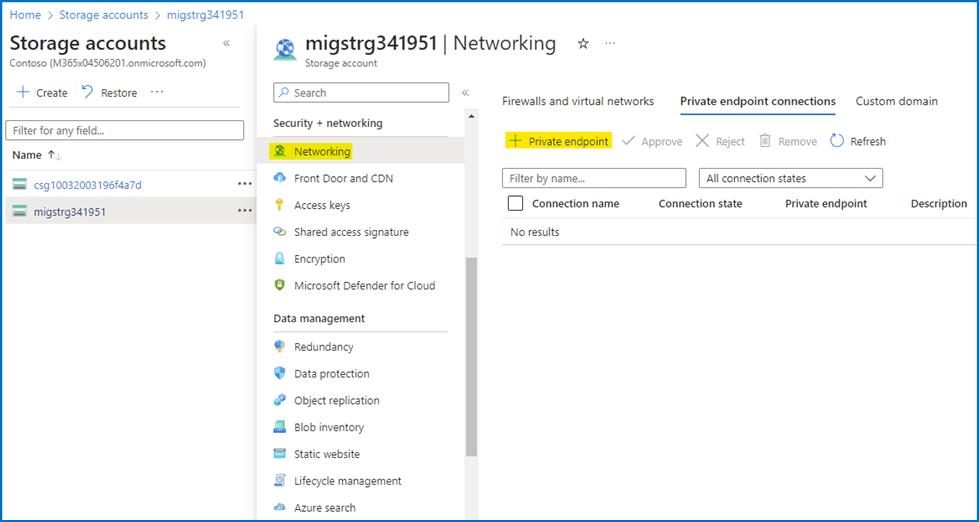 Home > Storage accounts > migstrg341951
Storage accounts
Contoso (M365x04506201.onmicrosoft.com)
Create Restore ...
Filter for any field...
Name
csg10032003196f4a7d ...
migstrg341951 ...
migstrg341951 | Networking ...
Storage account
Search
Security + networking
Networking
Front Door and CDN
Access keys
Shared access signature
Encryption
Microsoft Defender for Cloud
Data management
Redundancy
Data protection
Object replication
Blob inventory
Static website
Lifecycle management
Azure search
Firewalls and virtual networks Private endpoint connections Custom domain
Private endpoint Approve Reject Remove Refresh
Filter by name... All connection states
Connection name Connection state Private endpoint Description
No results